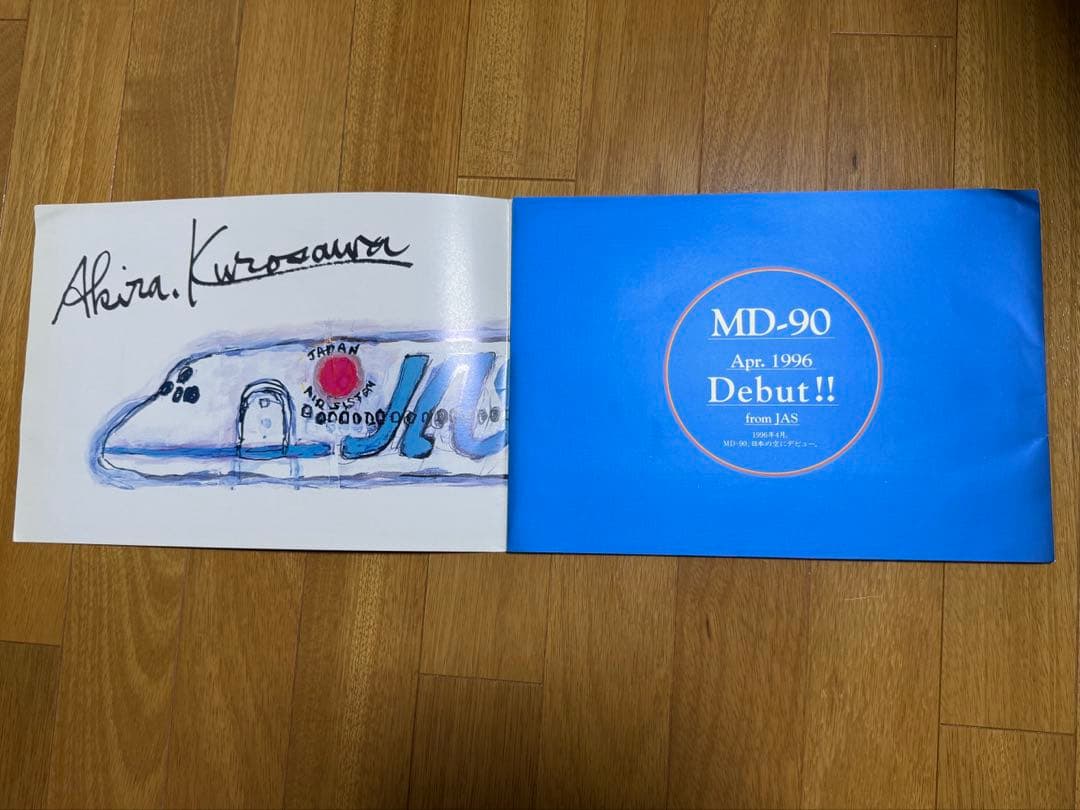 Akira. Kurosawa
JAPAN
AIR SYSTEM
JAS
MD-90
Apr. 1996
Debut!!
from JAS
1996年4月。
MD-90、日本の空にデビュー。